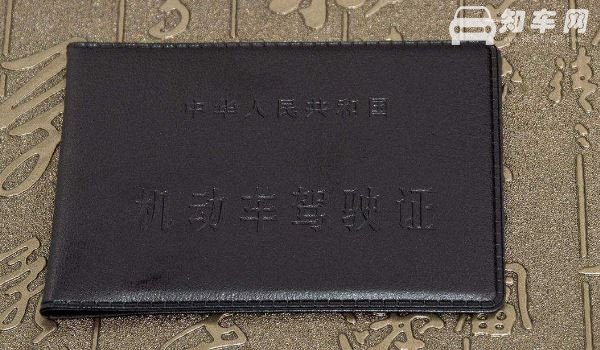 知车网
中华人民共和国
机动车驾驶证